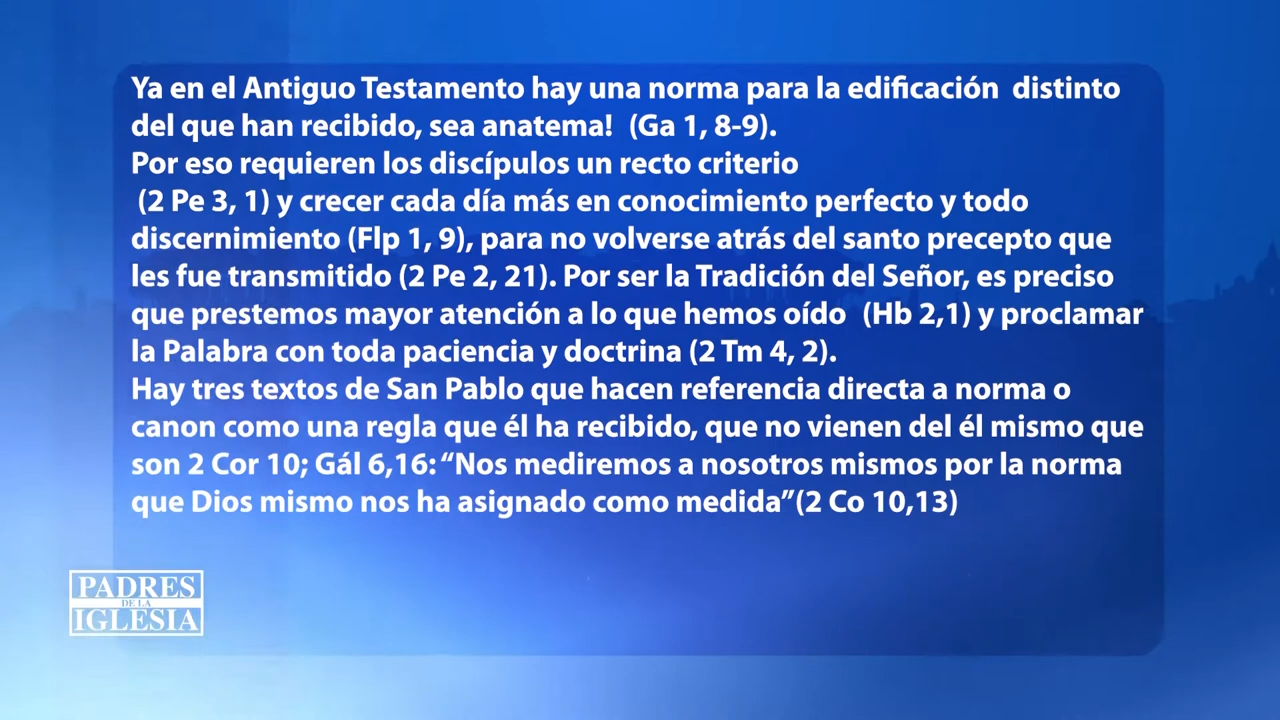 Ya en el Antiguo Testamento hay una norma para la edificación  distinto
del que han recibido, sea anatema!  (Ga 1, 8-9).
Por eso requieren los discípulos un recto criterio
(2 Pe 3, 1) y crecer cada día más en conocimiento perfecto y todo
discernimiento (Flp 1, 9), para no volverse atrás del santo precepto que
les fue transmitido (2 Pe 2, 21). Por ser la Tradición del Señor, es preciso
que prestemos mayor atención a lo que hemos oído  (Hb 2,1) y proclamar
la Palabra con toda paciencia y doctrina (2 Tm 4, 2).
Hay tres textos de San Pablo que hacen referencia directa a norma o
canon como una regla que él ha recibido, que no vienen del él mismo que
son 2 Cor 10; Gál 6,16: “Nos mediremos a nosotros mismos por la norma
que Dios mismo nos ha asignado como medida”(2 Co 10,13)
PADRES
DE LA
IGLESIA